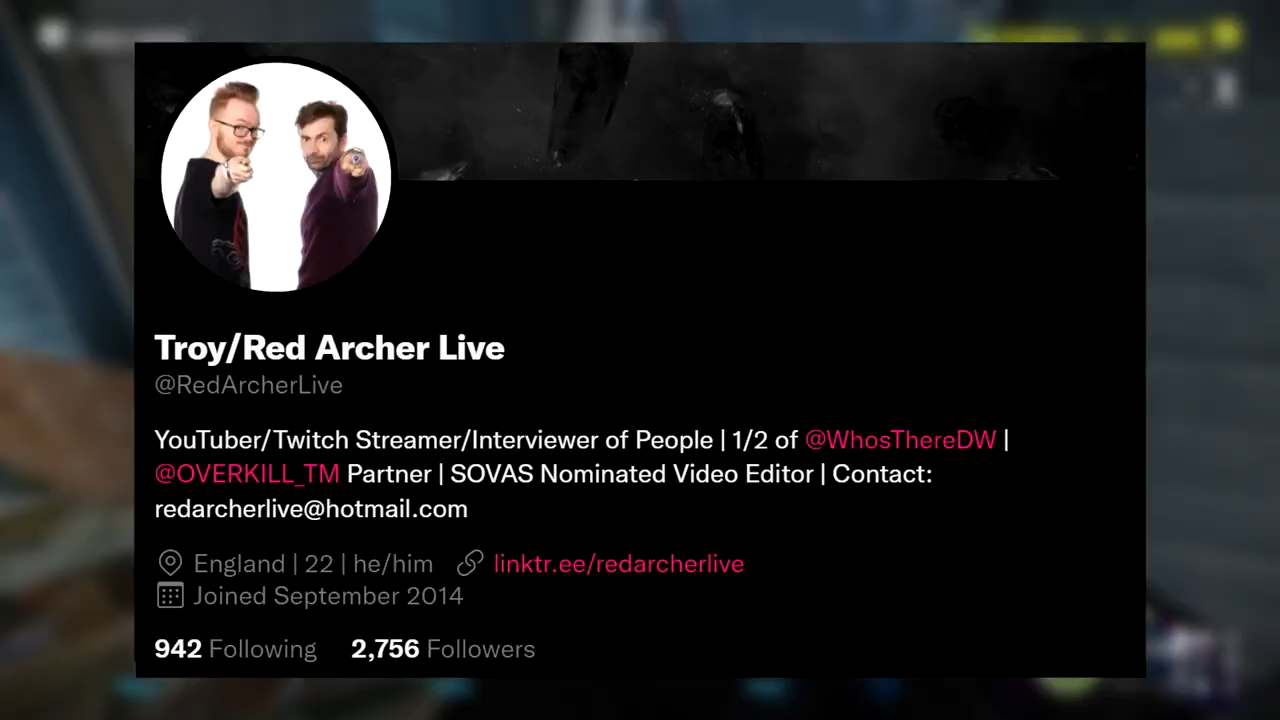 Troy/Red Archer Live
@RedArcherLive
YouTuber/Twitch Streamer/Interviewer of People | 1/2 of @WhosThereDW |
@OVERKILL_TM Partner | SOVAS Nominated Video Editor | Contact:
redarcherlive@hotmail.com
England | 22 | he/him linktr.ee/redarcherlive
Joined September 2014
942 Following 2,756 Followers